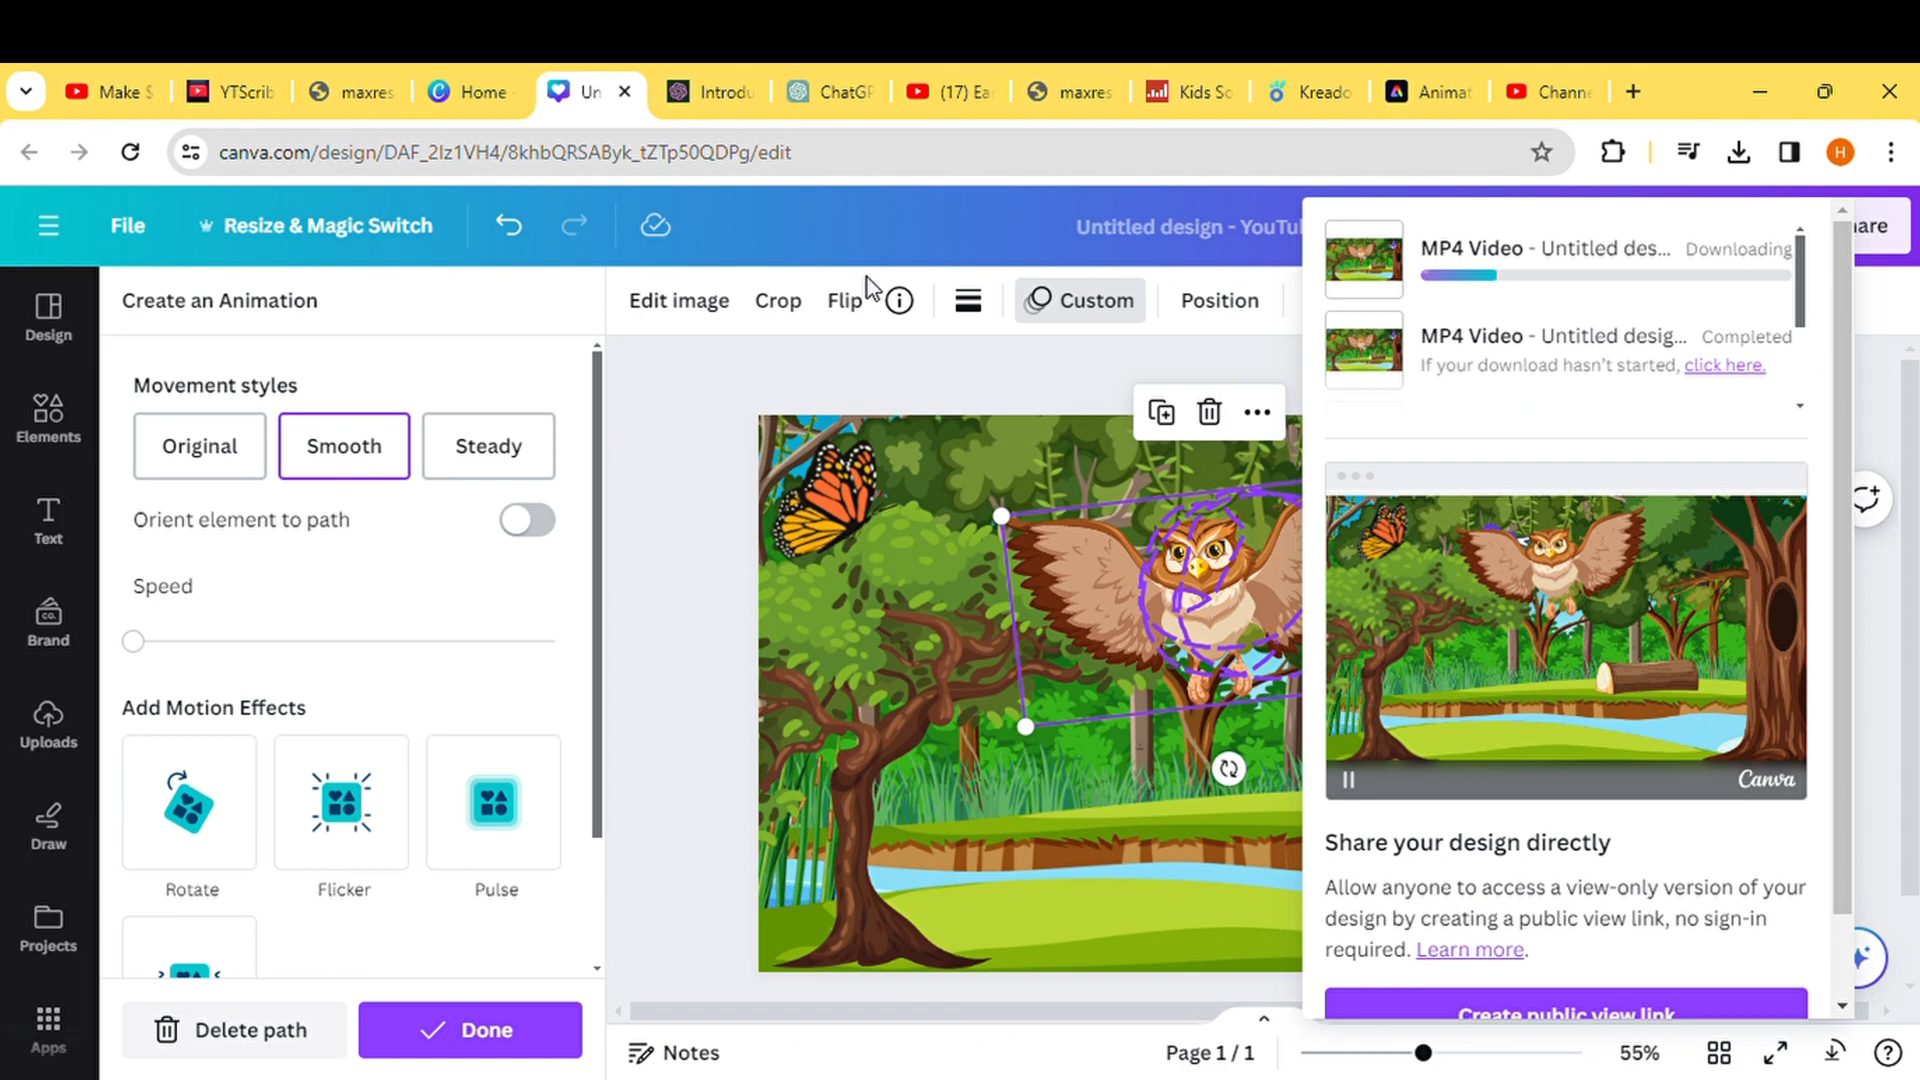 Make S
YTScrib
maxres
Home
Un
Introdu
ChatGP
(17) Ea
maxres
Kids So
Kreado
Animat
Channe
canva.com/design/DAF_2Iz1VH4/8khbQRSAByk_tZTp50QDPg/edit
H
File
Resize & Magic Switch
Untitled design - YouTu
are
Create an Animation
Edit image
Crop
Flip
Custom
Position
MP4 Video - Untitled des...
Downloading
MP4 Video - Untitled desig...
Completed
If your download hasn't started, click here.
Design
Elements
Text
CO.
Brand
Uploads
Draw
Projects
Apps
Movement styles
Original
Smooth
Steady
Orient element to path
Speed
Add Motion Effects
Rotate
Flicker
Pulse
Delete path
Done
Canva
Share your design directly
Allow anyone to access a view-only version of your
design by creating a public view link, no sign-in
required. Learn more.
Create public view link
Notes
Page 1 / 1
55%